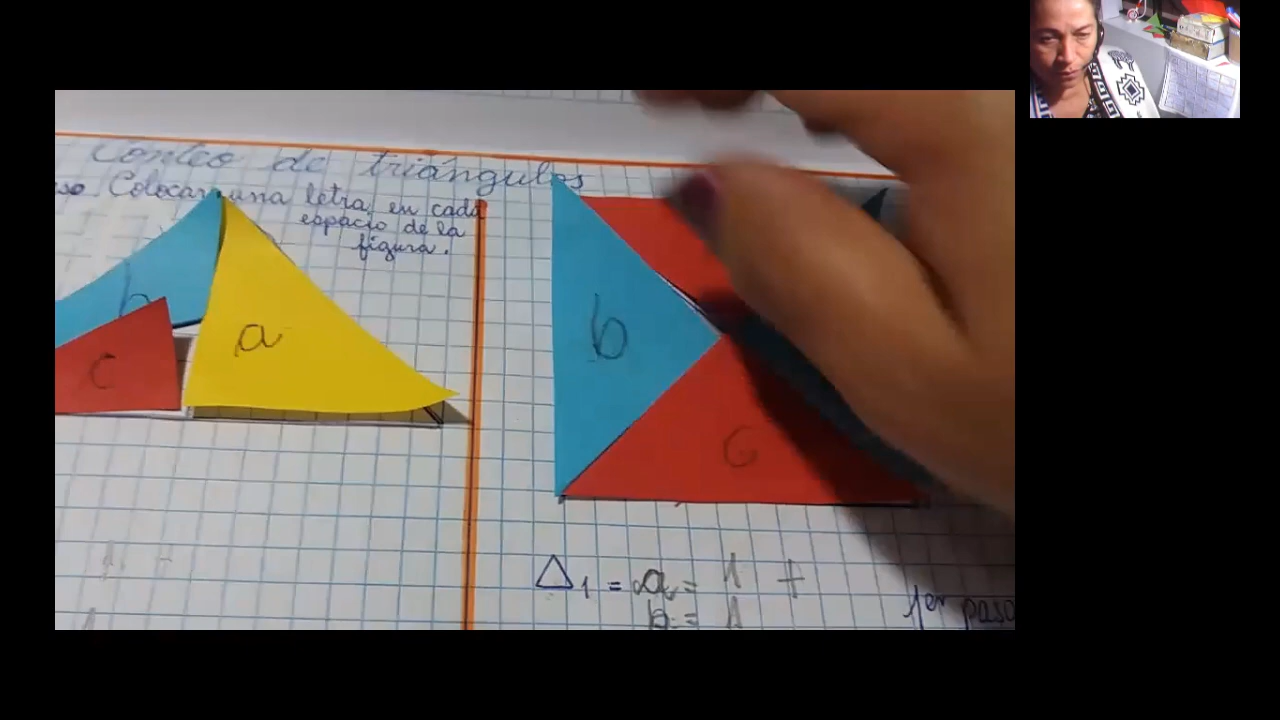 Conteo de triángulos
Colocar una letra en cada
espacio de la
figura.
b
a
c
b
C
△₁ = a = 1 +
b = 1
1er paso